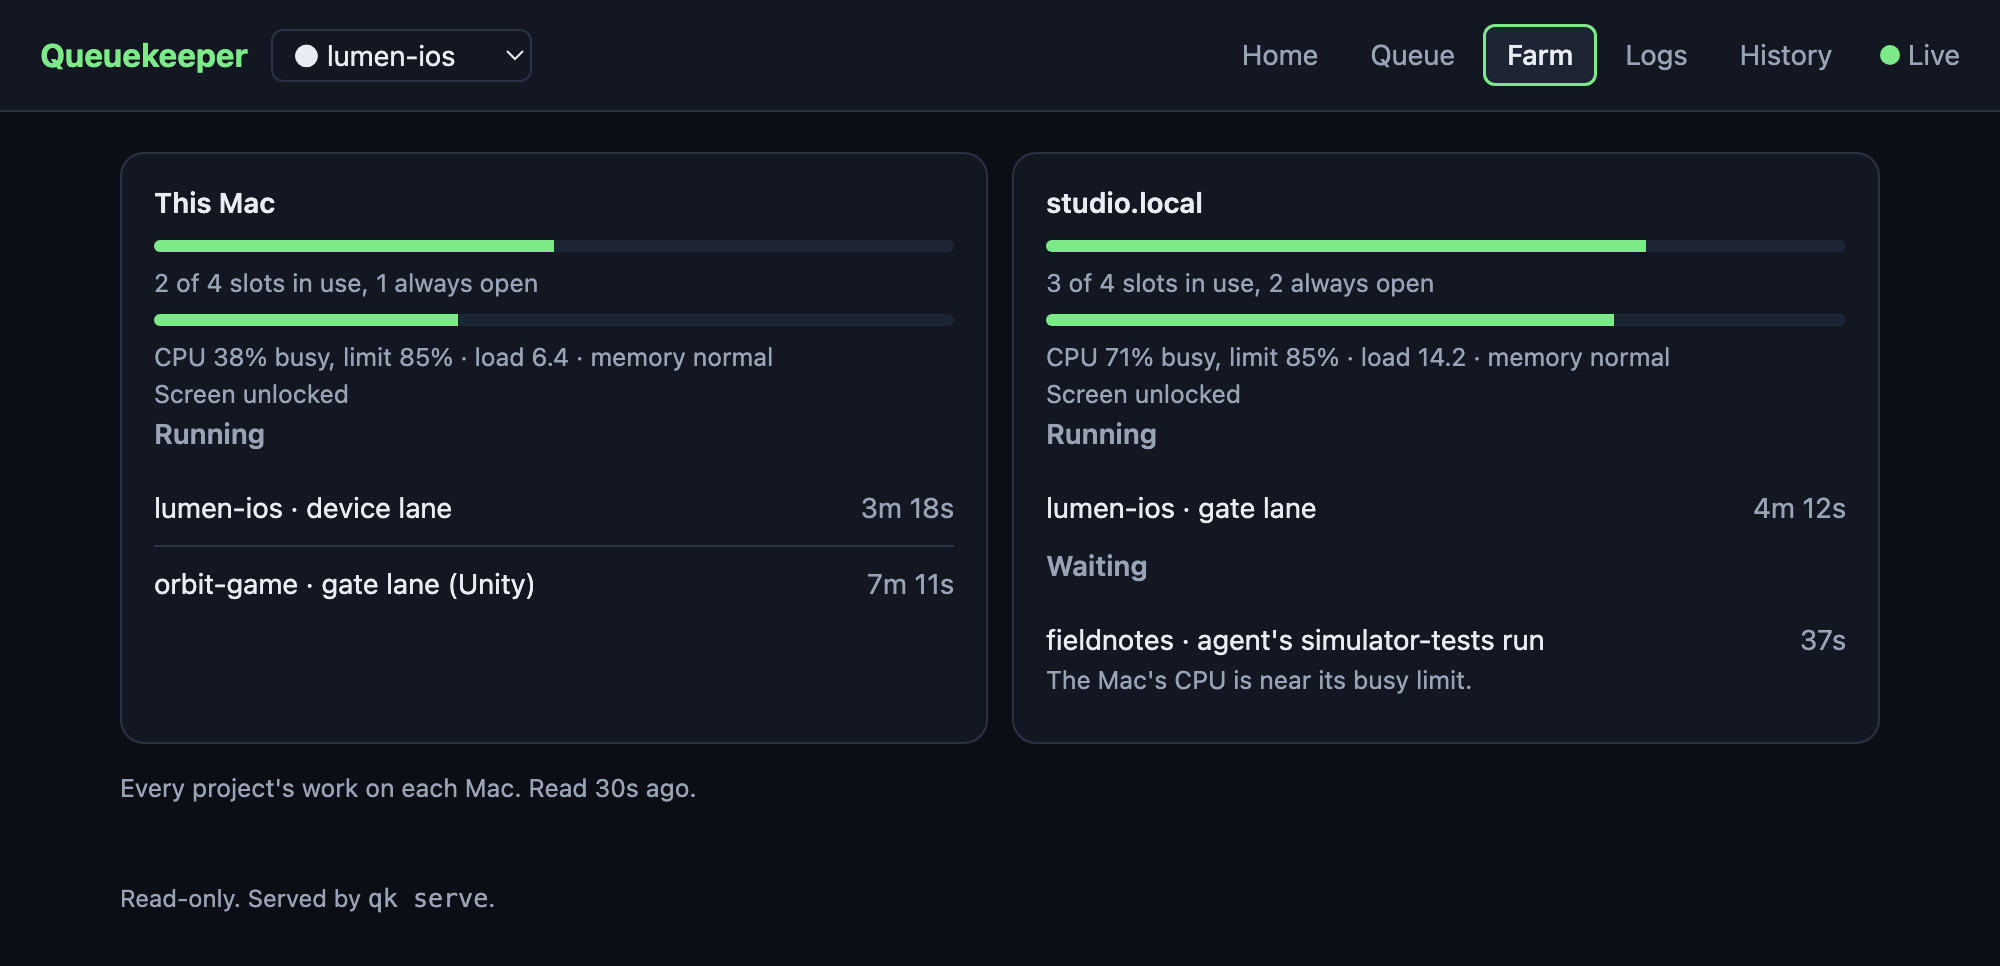 Queuekeeper
lumen-ios
Home
Queue
Farm
Logs
History
Live
This Mac
2 of 4 slots in use, 1 always open
CPU 38% busy, limit 85% · load 6.4 · memory normal
Screen unlocked
Running
lumen-ios · device lane 3m 18s
orbit-game · gate lane (Unity) 7m 11s
studio.local
3 of 4 slots in use, 2 always open
CPU 71% busy, limit 85% · load 14.2 · memory normal
Screen unlocked
Running
lumen-ios · gate lane 4m 12s
Waiting
fieldnotes · agent's simulator-tests run 37s
The Mac's CPU is near its busy limit.
Every project's work on each Mac. Read 30s ago.
Read-only. Served by qk serve.